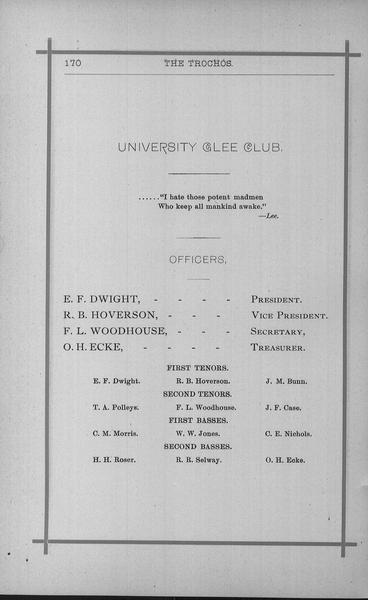 170 THE TROCHOS.
UNIVERSITY GLEE CLUB.
......"I hate those potent madmen
Who keep all mankind awake."
—Lee.
OFFICERS,
E. F. DWIGHT, - - - - PRESIDENT.
R. B. HOVERSON, - - - VICE PRESIDENT.
F. L. WOODHOUSE, - - - SECRETARY,
O. H. ECKE, - - - - TREASURER.
FIRST TENORS.
E. F. Dwight. R. B. Hoverson. J. M. Bunn.
SECOND TENORS.
T. A. Polleys. F. L. Woodhouse. J. F. Case.
FIRST BASSES.
C. M. Morris. W. W. Jones. C. E. Nichols.
SECOND BASSES.
H. H. Roser. R. R. Selway. O. H. Ecke.